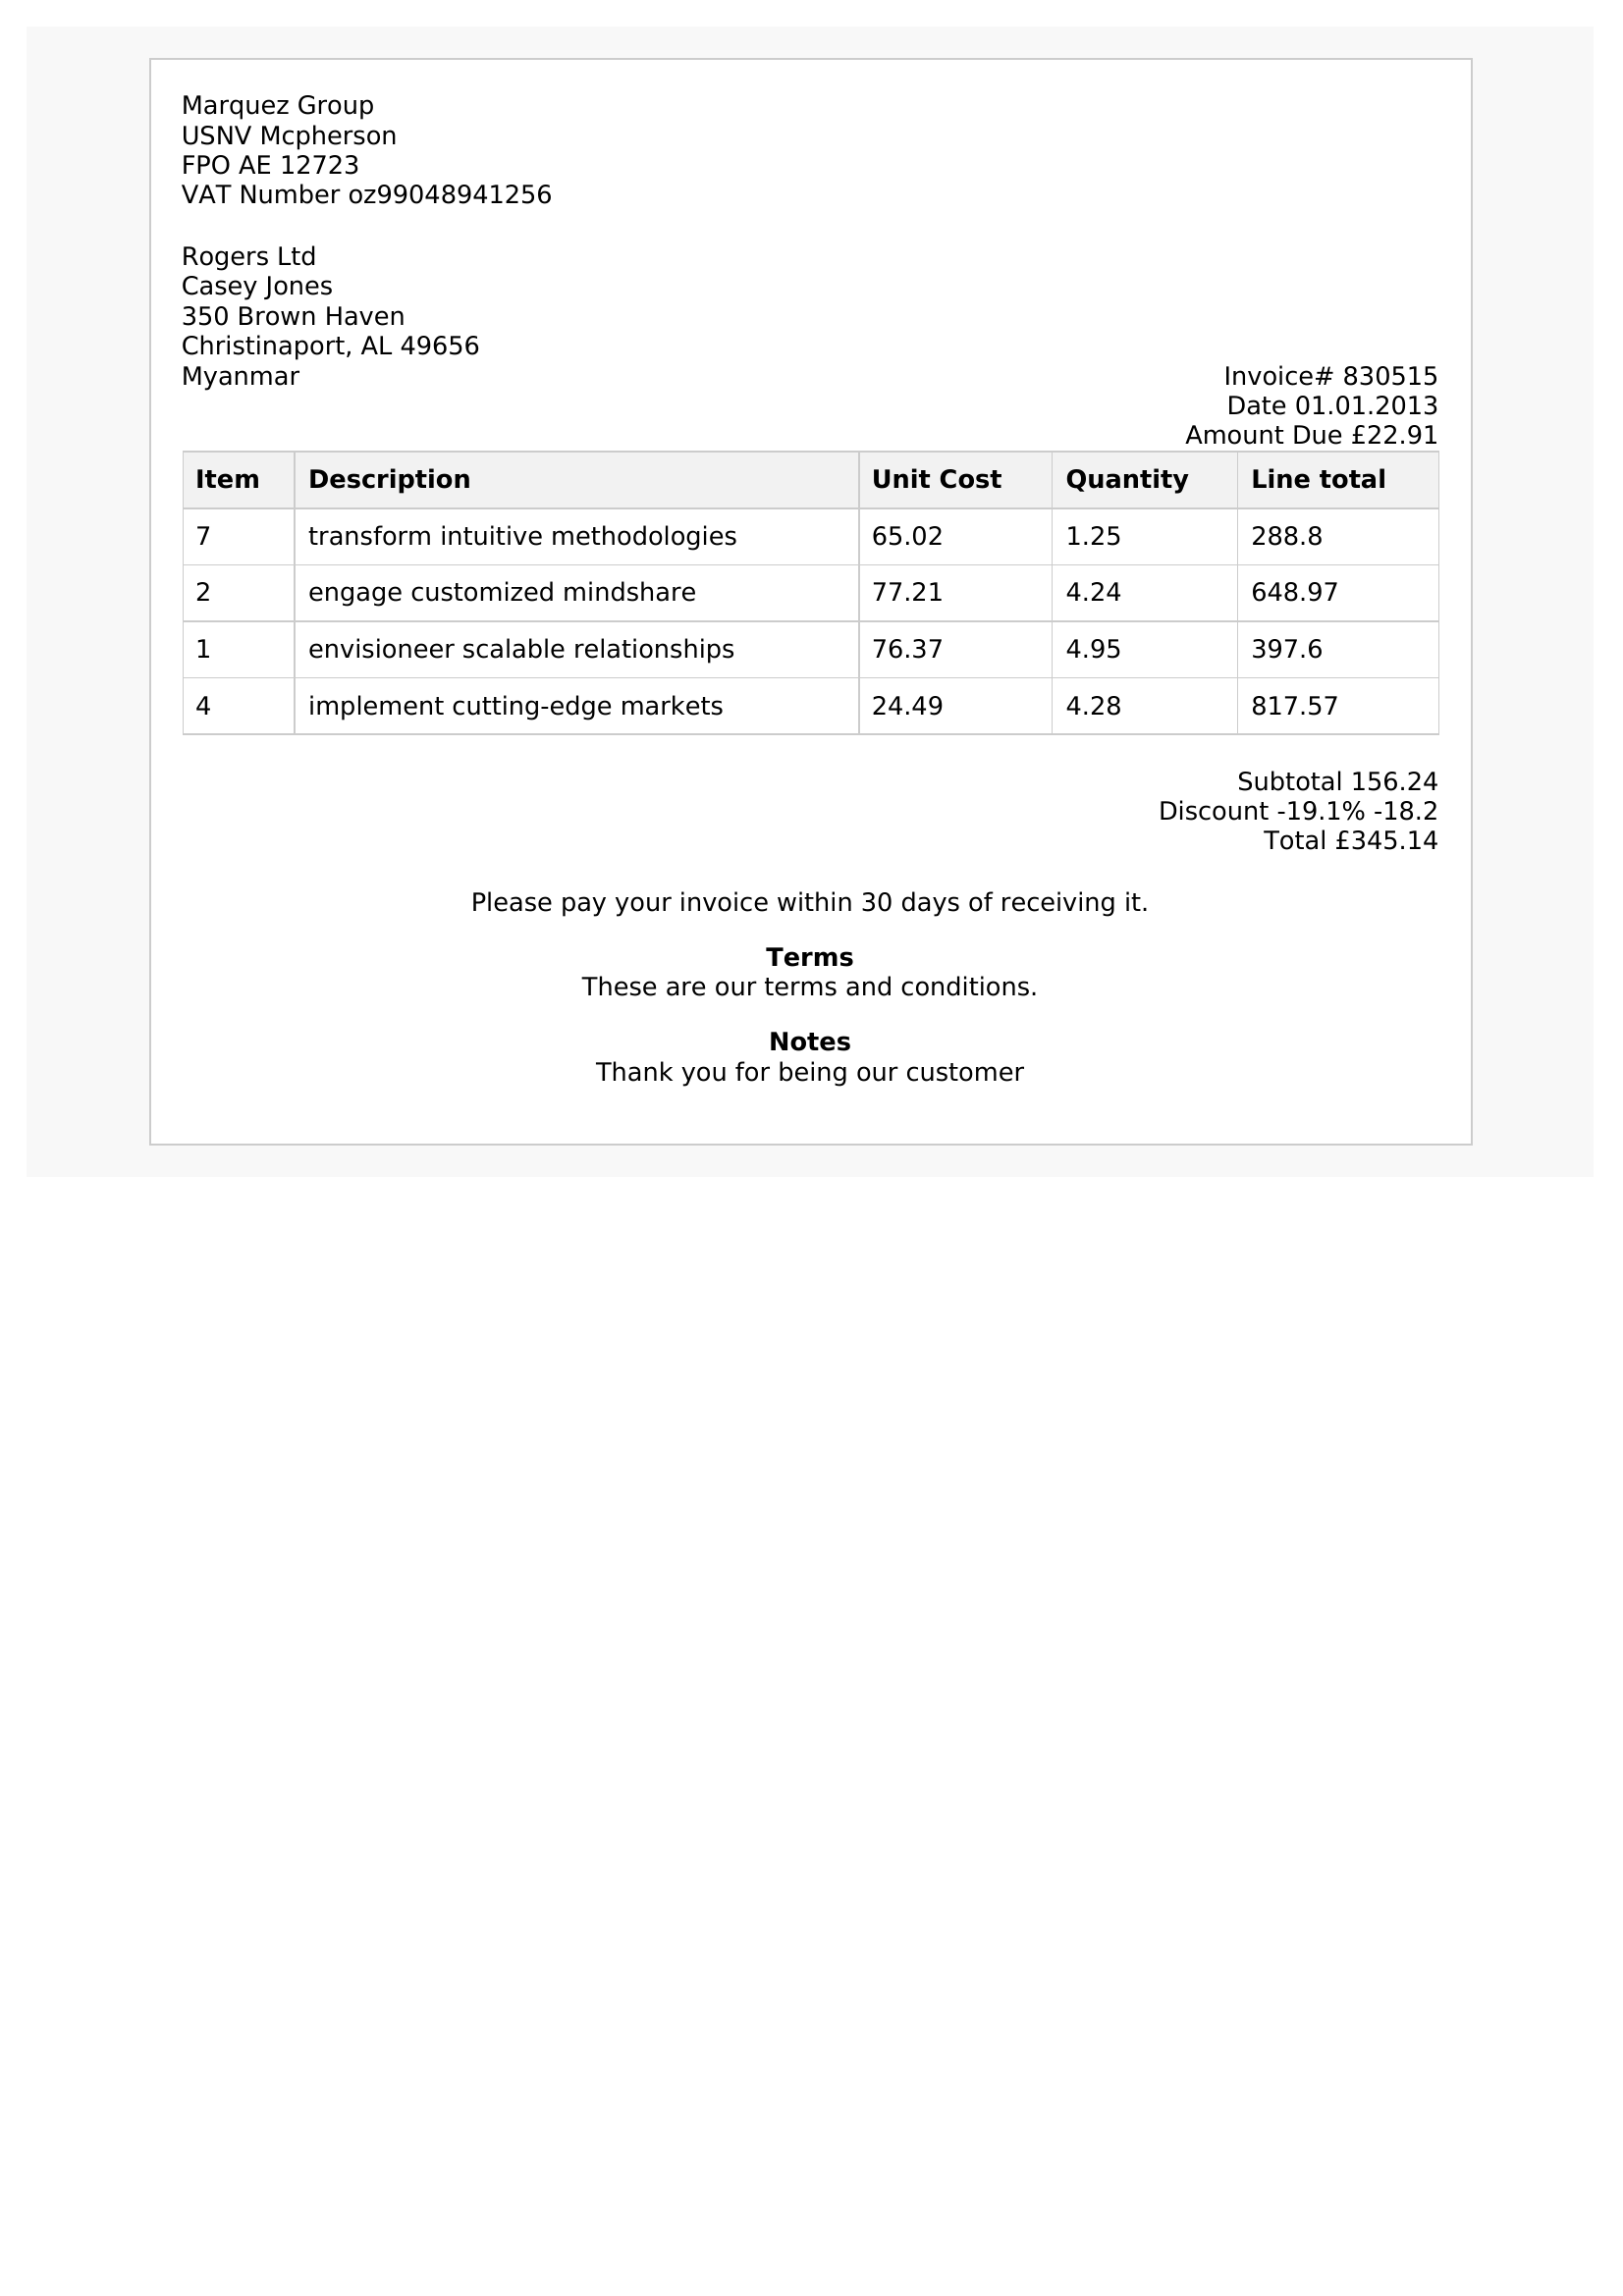 Marquez Group
USNV Mcpherson
FPO AE 12723
VAT Number oz99048941256
Rogers Ltd
Casey Jones
350 Brown Haven
Christinaport, AL 49656
Myanmar
Invoice# 830515
Date 01.01.2013
Amount Due £22.91
Item Description Unit Cost Quantity Line total
7 transform intuitive methodologies 65.02 1.25 288.8
2 engage customized mindshare 77.21 4.24 648.97
1 envisioneer scalable relationships 76.37 4.95 397.6
4 implement cutting-edge markets 24.49 4.28 817.57
Subtotal 156.24
Discount -19.1% -18.2
Total £345.14
Please pay your invoice within 30 days of receiving it.
Terms
These are our terms and conditions.
Notes
Thank you for being our customer